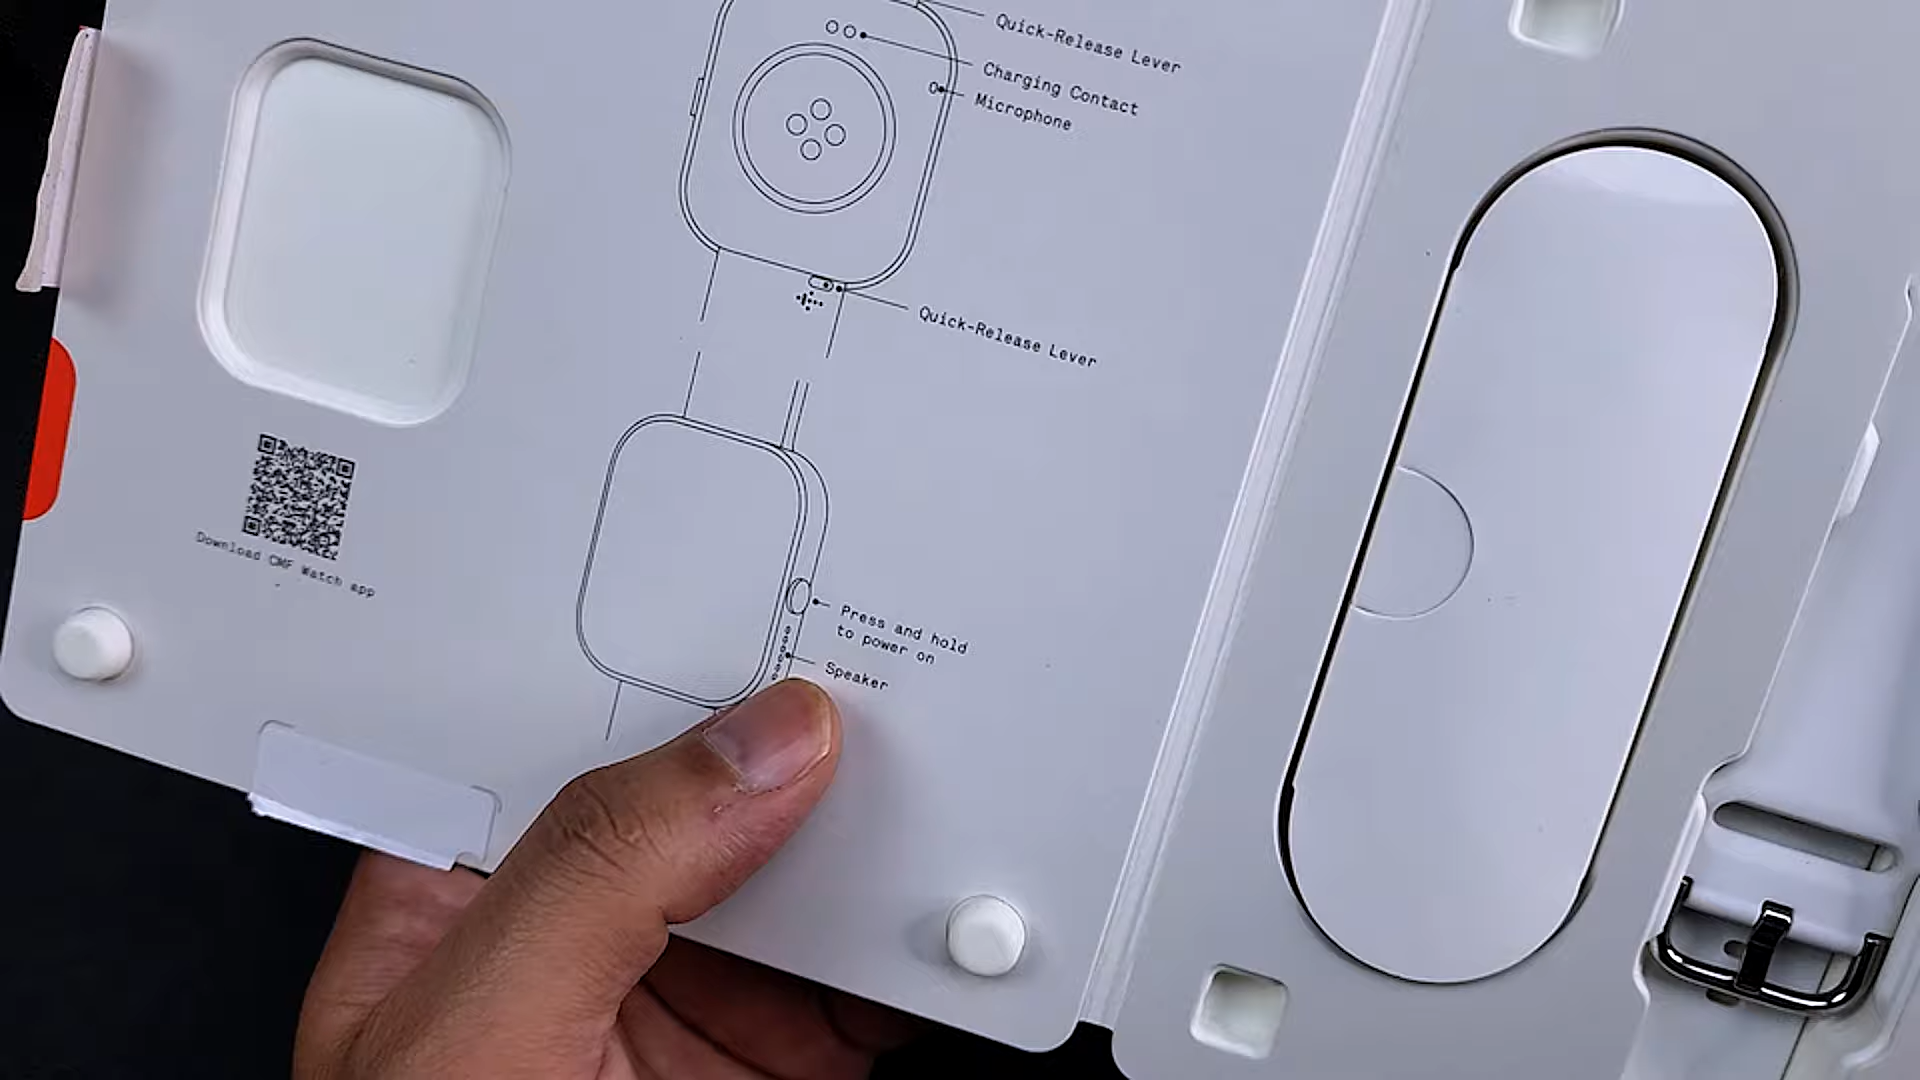 Quick-Release Lever
Charging Contact
Microphone
Quick-Release Lever
Download CMF Watch app
Press and hold
to power on
Speaker